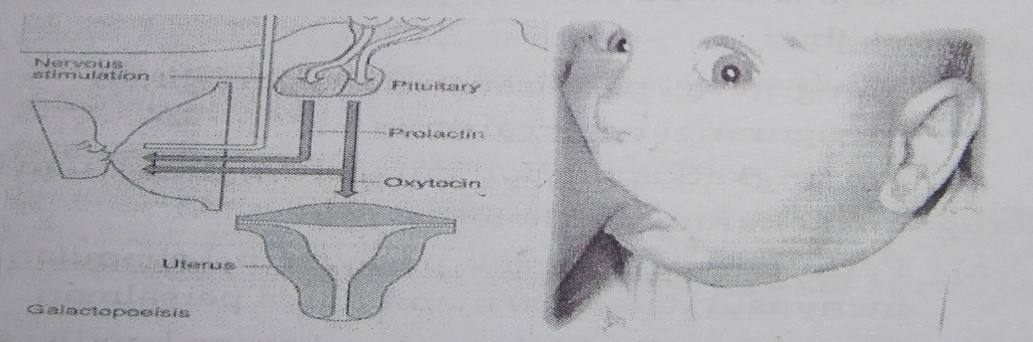 Nervous
stimulation
Pituitary
Prolactin
Oxytocin
Uterus
Galactopoeisis